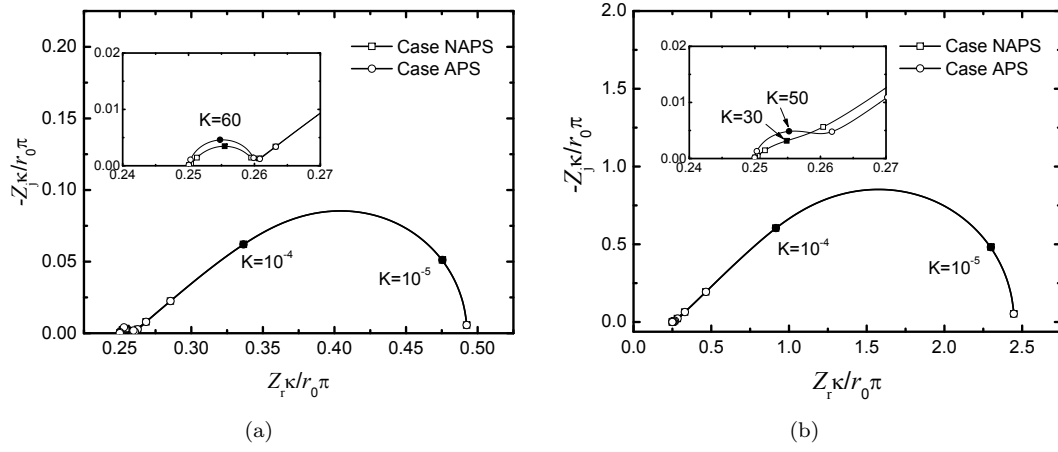 0.20
0.15
0.10
0.05
0.00
0.25
0.30
0.35
0.40
0.45
0.50
-Z_jκ/r_0π
Z_rκ/r_0π
Case NAPS
Case APS
0.02
0.01
0.00
0.24
0.25
0.26
0.27
K=60
K=10^-4
K=10^-5
(a)
-2.0
1.5
1.0
0.5
0.0
0.0
0.5
1.0
1.5
2.0
2.5
-Z_jκ/r_0π
Z_rκ/r_0π
Case NAPS
Case APS
0.02
0.01
0.00
0.24
0.25
0.26
0.27
K=50
K=30
K=10^-4
K=10^-5
(b)